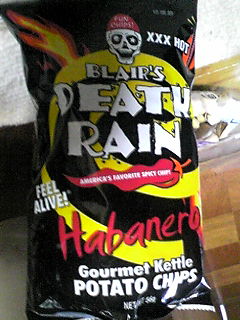 FUN CHIPS!
XXX HOT
BLAIR'S
DEATH
RAIN
AMERICA'S FAVORITE SPICY CHIPS
FEEL
ALIVE!
Habanero
Gourmet Kettle
POTATO CHIPS